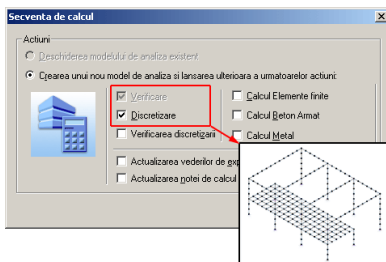 Secventa de calcul
Actiuni
Deschiderea modelului de analiza existent
Crearea unui nou model de analiza si lansarea ulterioara a urmatoarelor actiuni:
Verificare
Calcul Elemente finite
Discretizare
Calcul Beton Armat
Verificarea discretizarii
Calcul Metal
Actualizarea vederilor de exp
Actualizarea notei de calcul